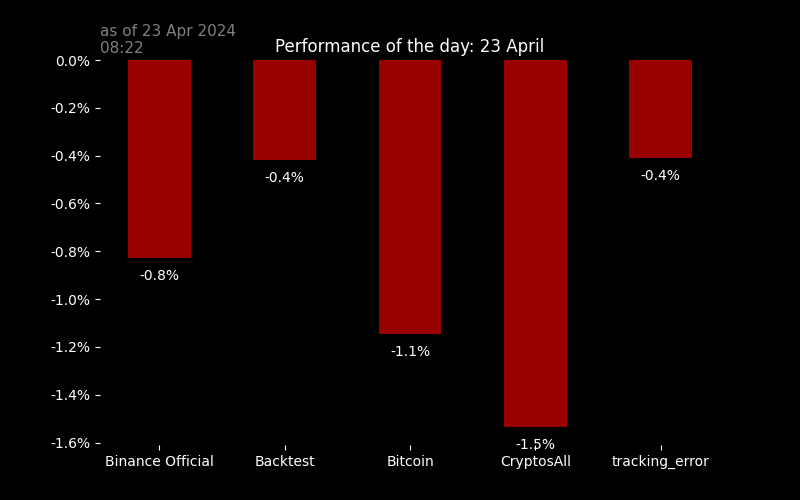 as of 23 Apr 2024
08:22
Performance of the day: 23 April
0.0%
-0.2%
-0.4%
-0.6%
-0.8%
-1.0%
-1.2%
-1.4%
-1.6%
-0.8%
-0.4%
-1.1%
-1.5%
-0.4%
Binance Official
Backtest
Bitcoin
CryptosAll
tracking_error